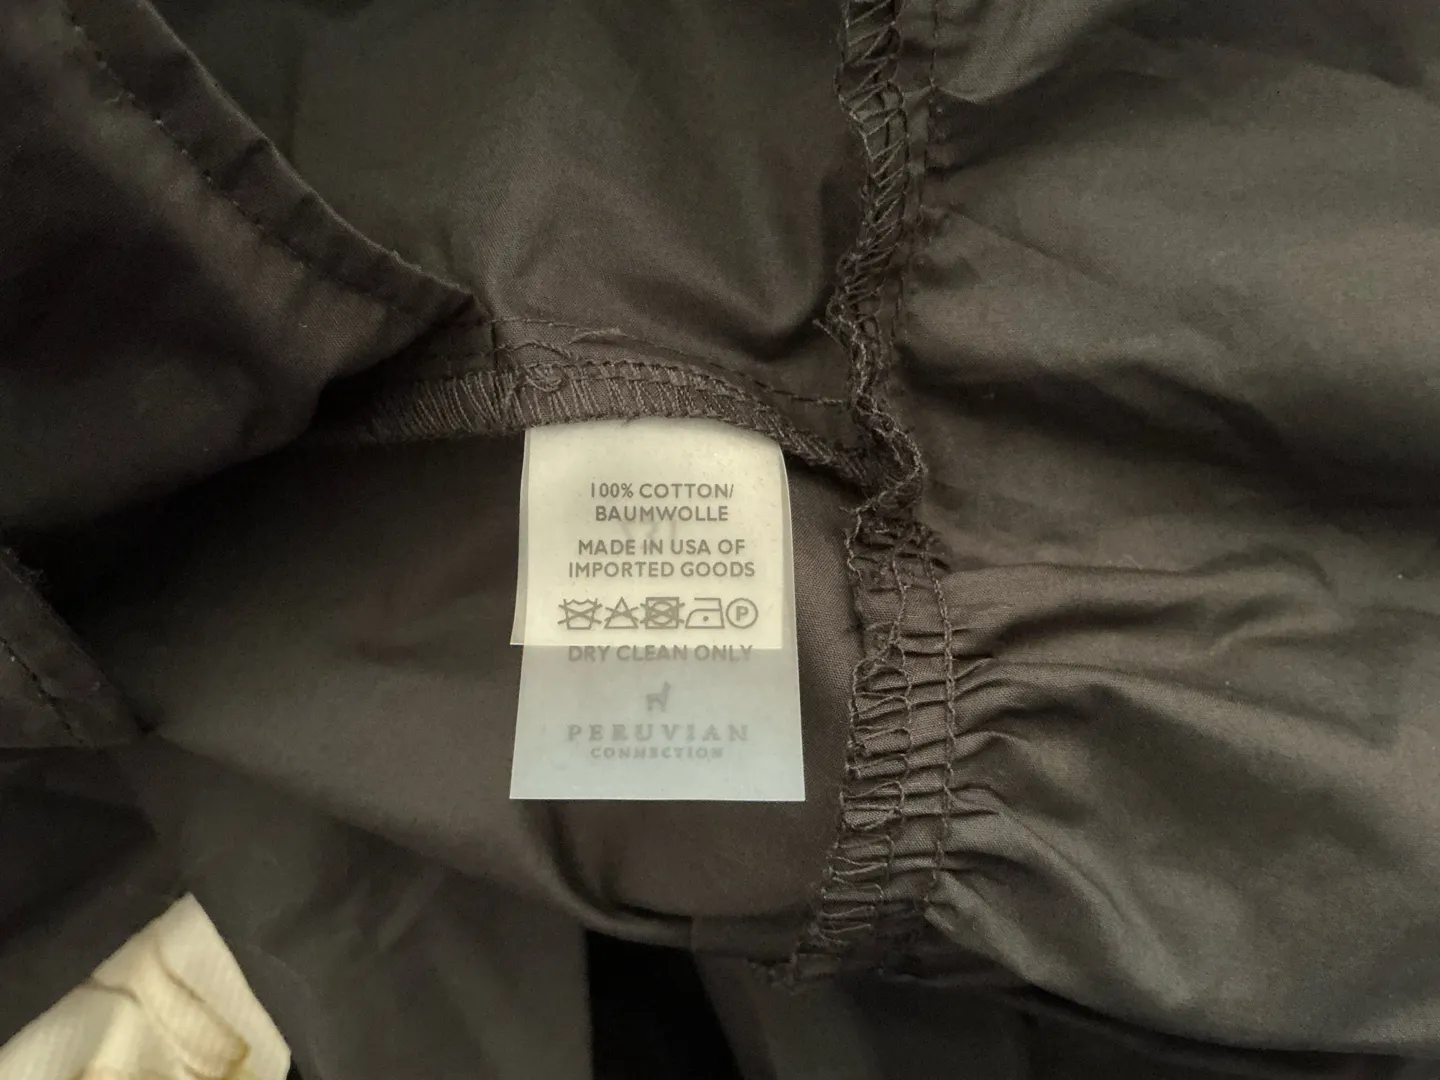 100% COTTON/
BAUMWOLLE
MADE IN USA OF
IMPORTED GOODS
P
DRY CLEAN ONLY
PERUVIAN
CONNECTION